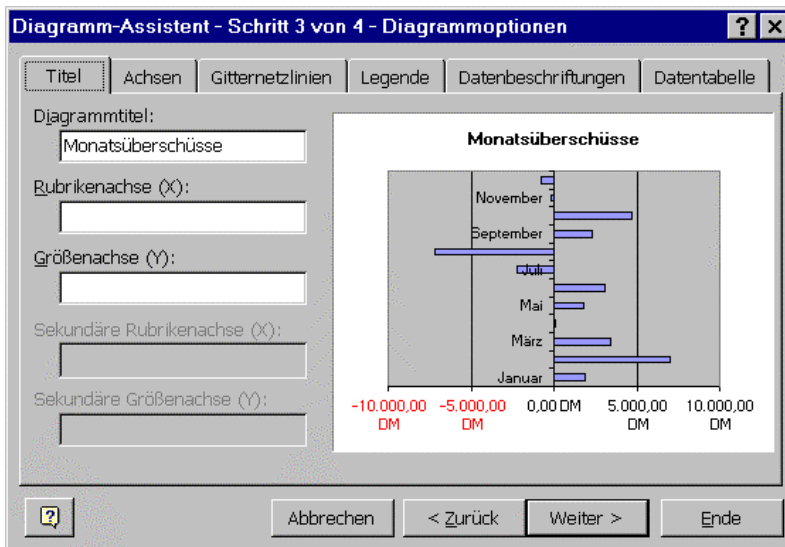 Diagramm-Assistent - Schritt 3 von 4 - Diagrammoptionen
Titel
Achsen
Gitternetzlinien
Legende
Datenbeschriftungen
Datentabelle
Diagrammtitel:
Monatsüberschüsse
Rubrikenachse (X):
Größenachse (Y):
Sekundäre Rubrikenachse (X):
Sekundäre Größenachse (Y):
Monatsüberschüsse
November
September
Juli
Mai
März
Januar
-10.000,00 -5.000,00 0,00 DM 5.000,00 10.000,00
DM DM DM DM
Abbrechen
< Zurück
Weiter >
Ende